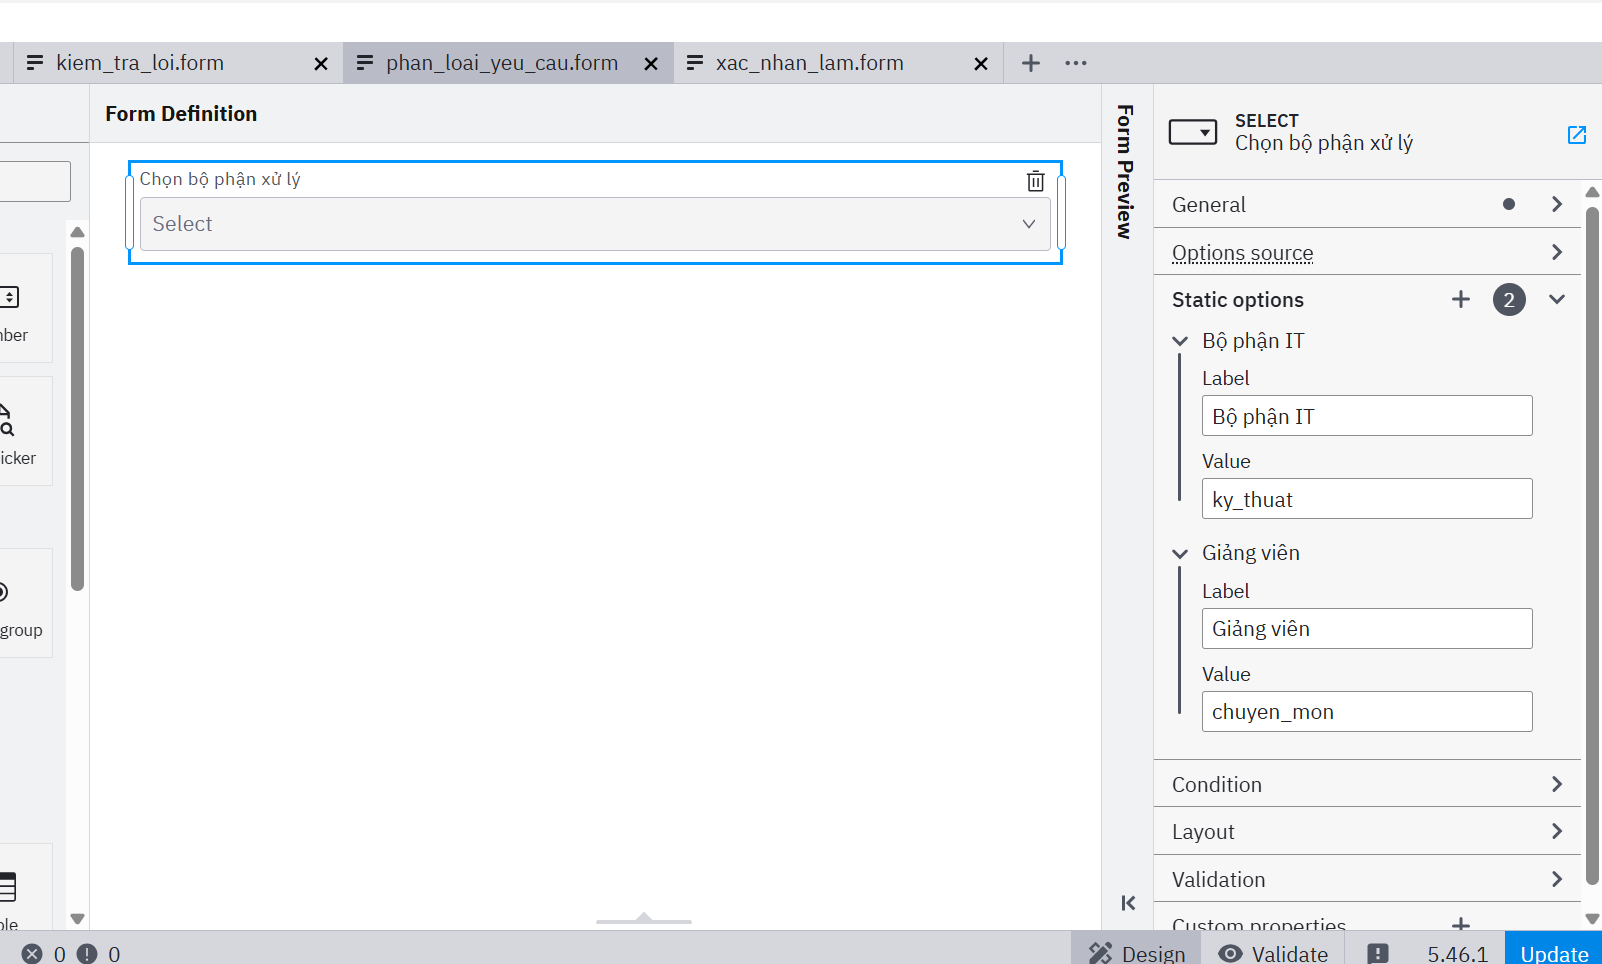 kiem_tra_loi.form
phan_loai_yeu_cau.form
xac_nhan_lam.form
Form Definition
Chọn bộ phận xử lý
Select
Form Preview
SELECT
Chọn bộ phận xử lý
General
Options source
Static options
2
Bộ phận IT
Label
Bộ phận IT
Value
ky_thuat
Giảng viên
Label
Giảng viên
Value
chuyen_mon
Condition
Layout
Validation
Custom properties
icker
group
0
0
Design
Validate
5.46.1
Update